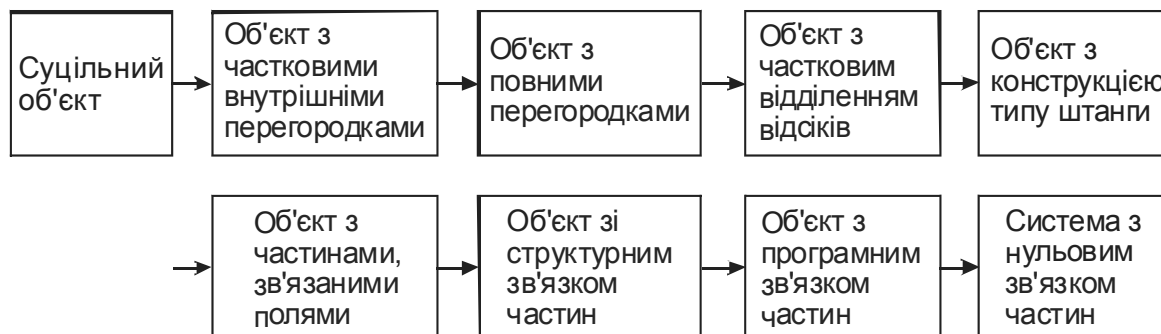 Суцільний
об'єкт
Об'єкт з
частковими
внутрішніми
перегородками
Об'єкт з
повними
перегородками
Об'єкт з
частковим
відділенням
відсіків
Об'єкт з
конструкцією
типу штанги
Об'єкт з
частинами,
зв'язаними
полями
Об'єкт зі
структурним
зв'язком
частин
Об'єкт з
програмним
зв'язком
частин
Система з
нульовим
зв'язком
частин